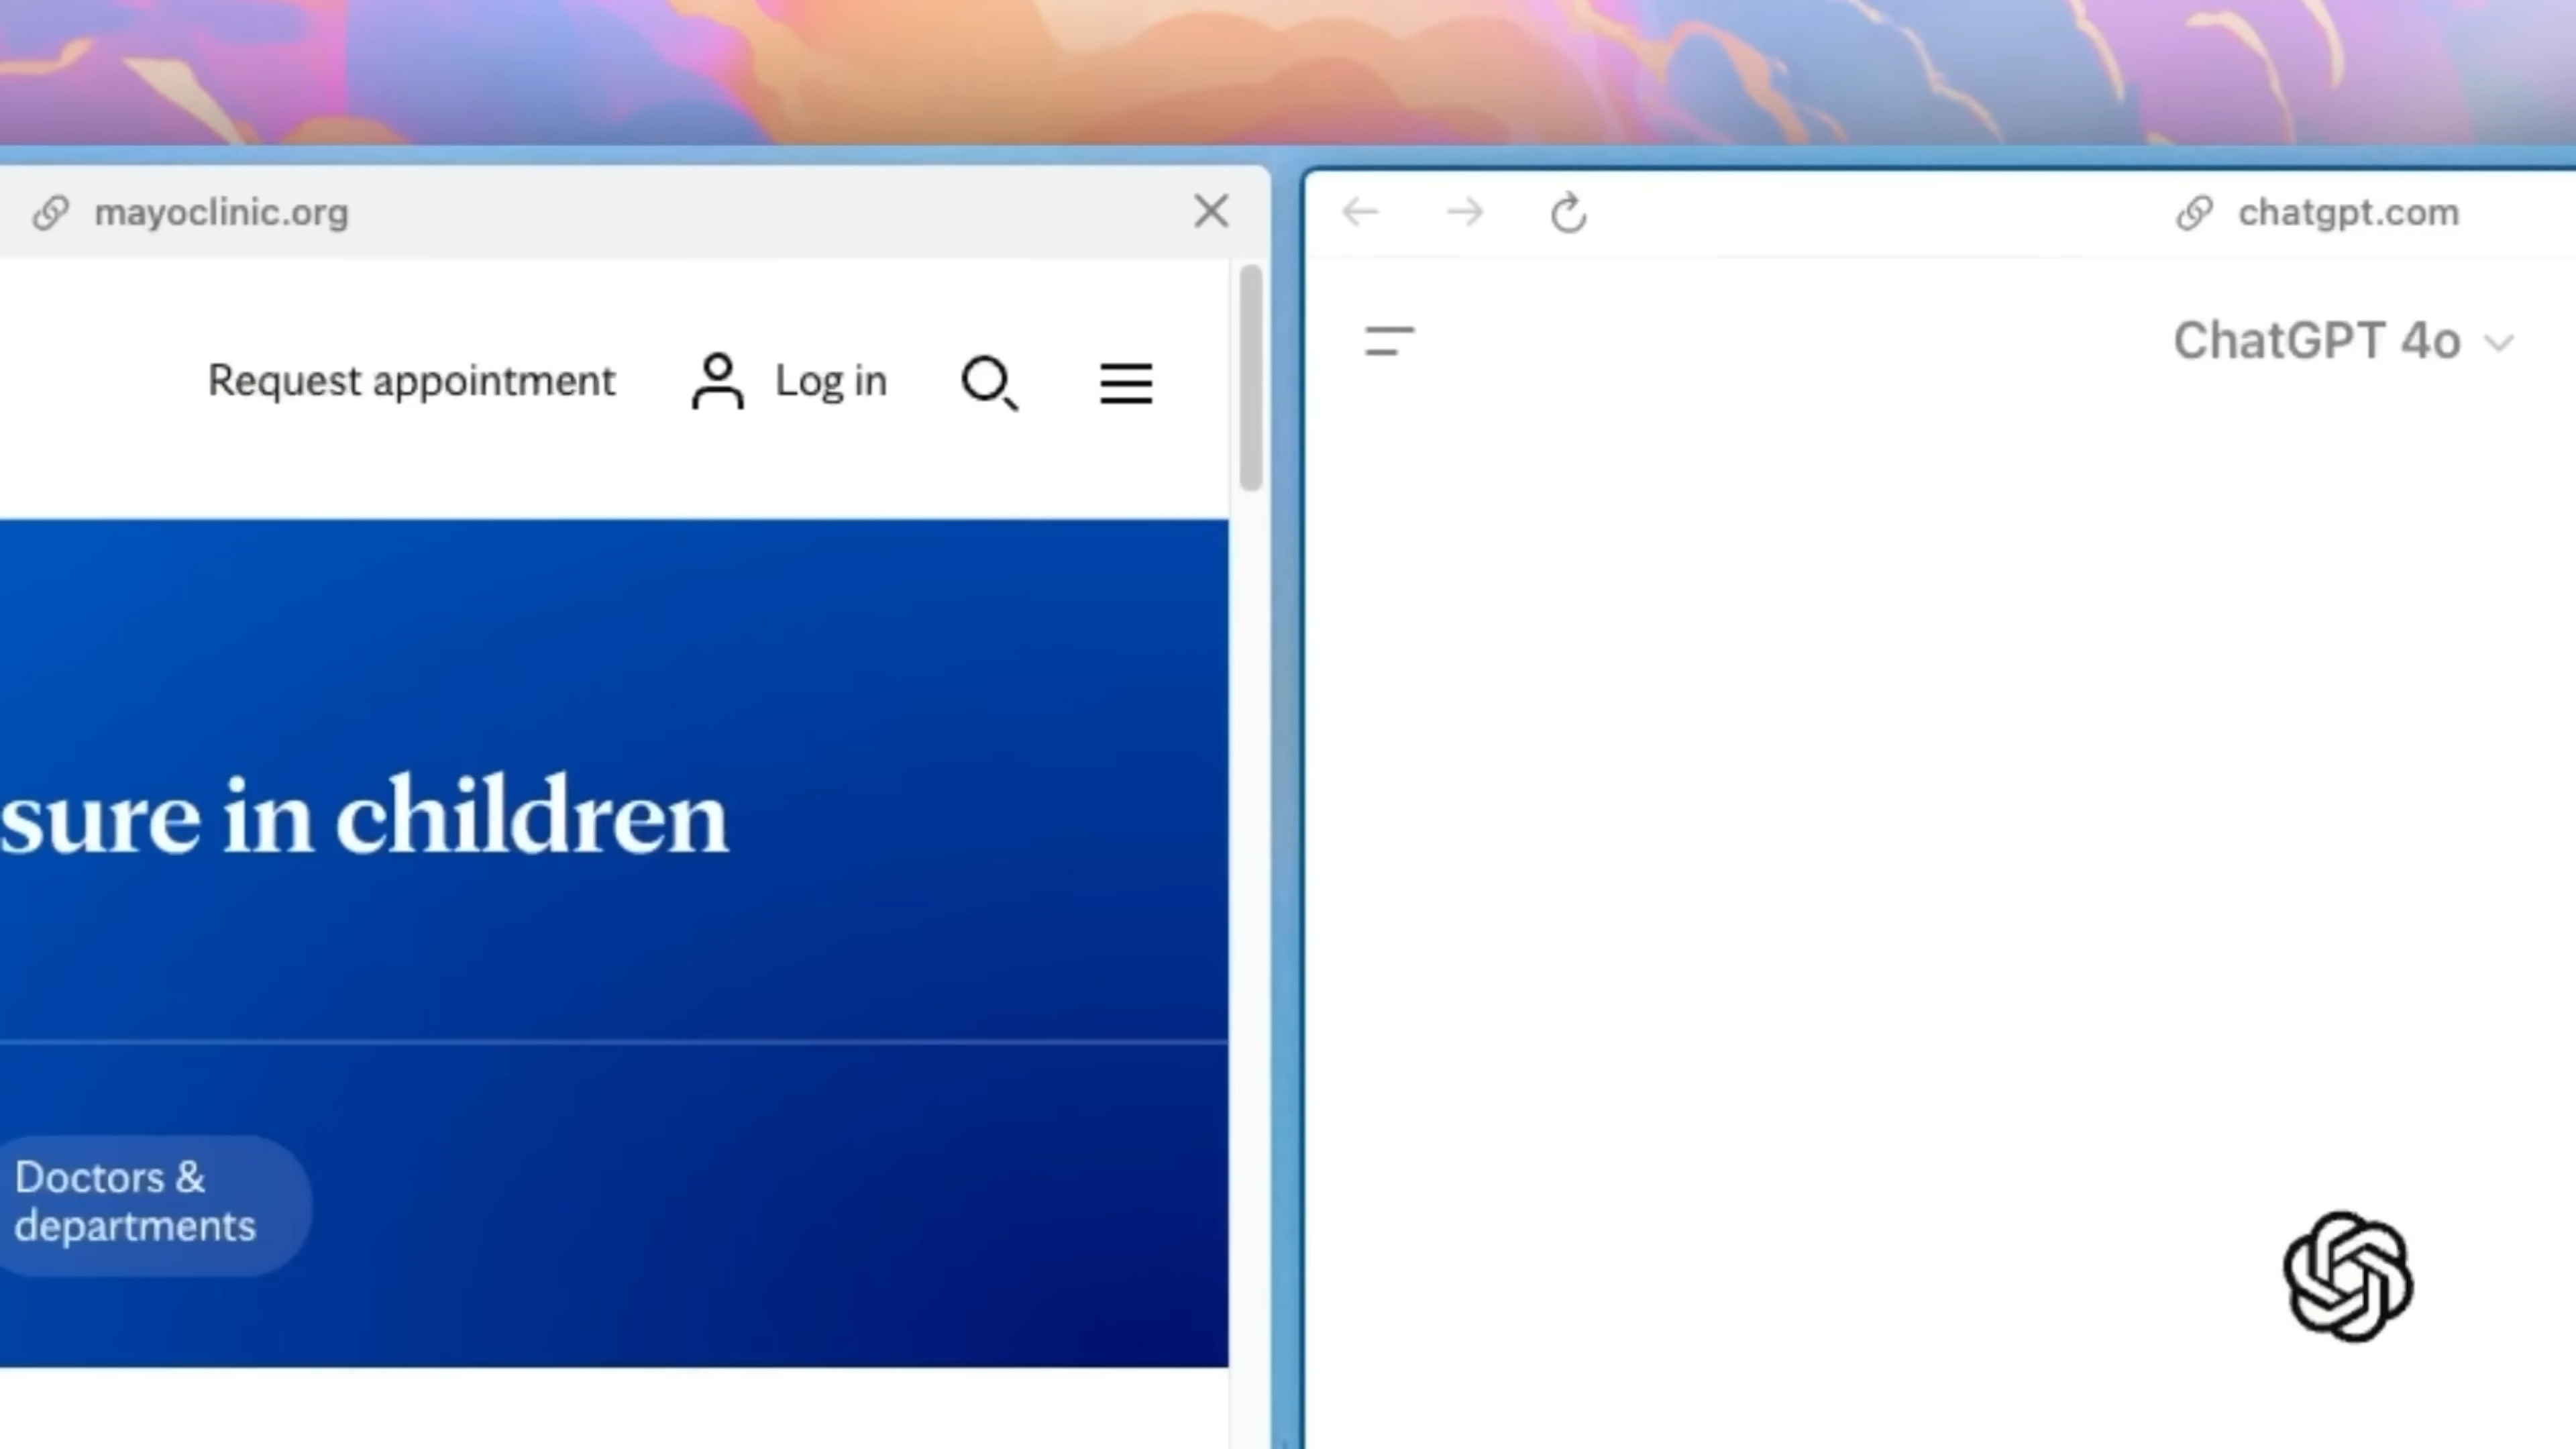 mayoclinic.org
Request appointment
Log in
sure in children
Doctors &
departments
chatgpt.com
ChatGPT 4o